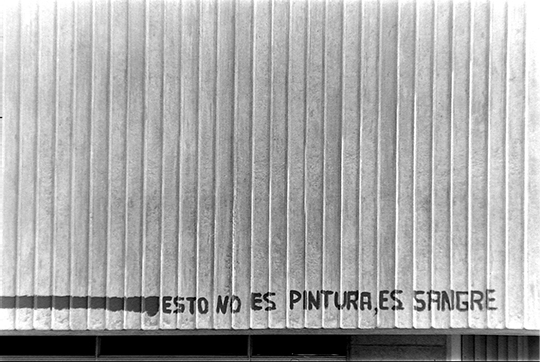 ESTO NO ES PINTURA, ES SANGRE